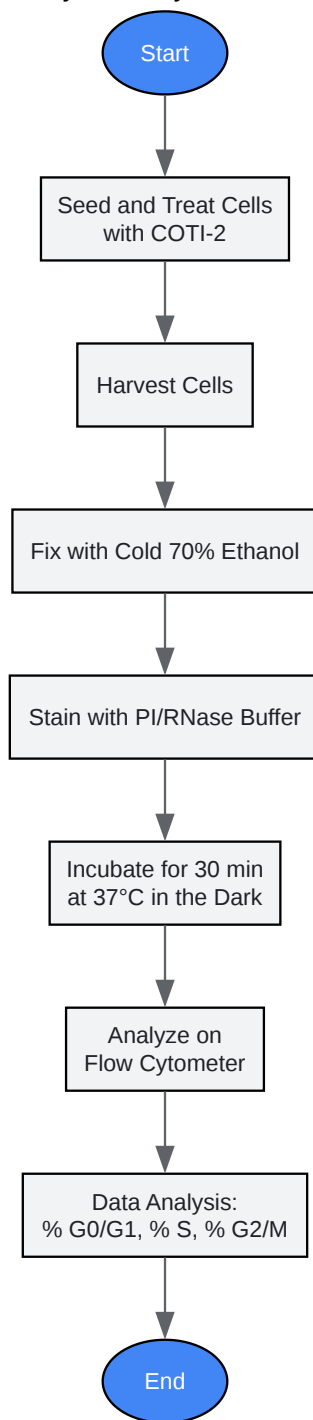 Start
Seed and Treat Cells
with COTI-2
Harvest Cells
Fix with Cold 70% Ethanol
Stain with PI/RNase Buffer
Incubate for 30 min
at 37°C in the Dark
Analyze on
Flow Cytometer
Data Analysis:
% G0/G1, % S, % G2/M
End